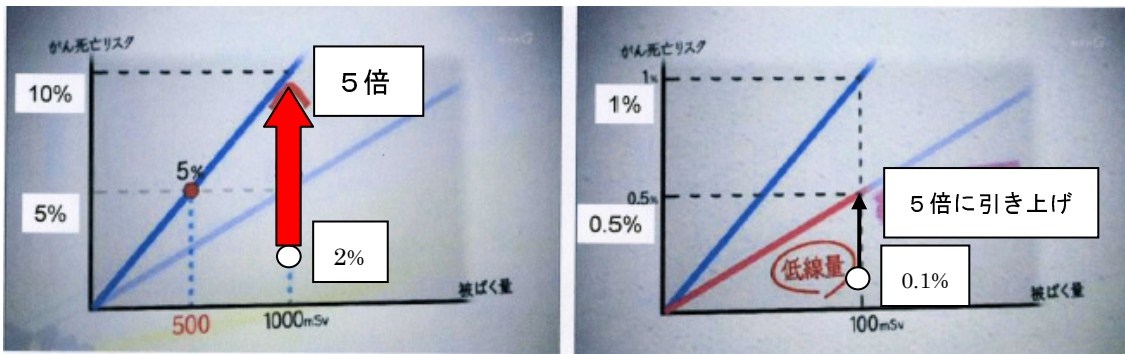 がん死亡リスク
10%
5倍
5%
5%
2%
被ばく量
500
1000mSv
がん死亡リスク
1%
1%
0.5%
0.5%
5倍に引き上げ
低線量
0.1%
被ばく量
100mSv